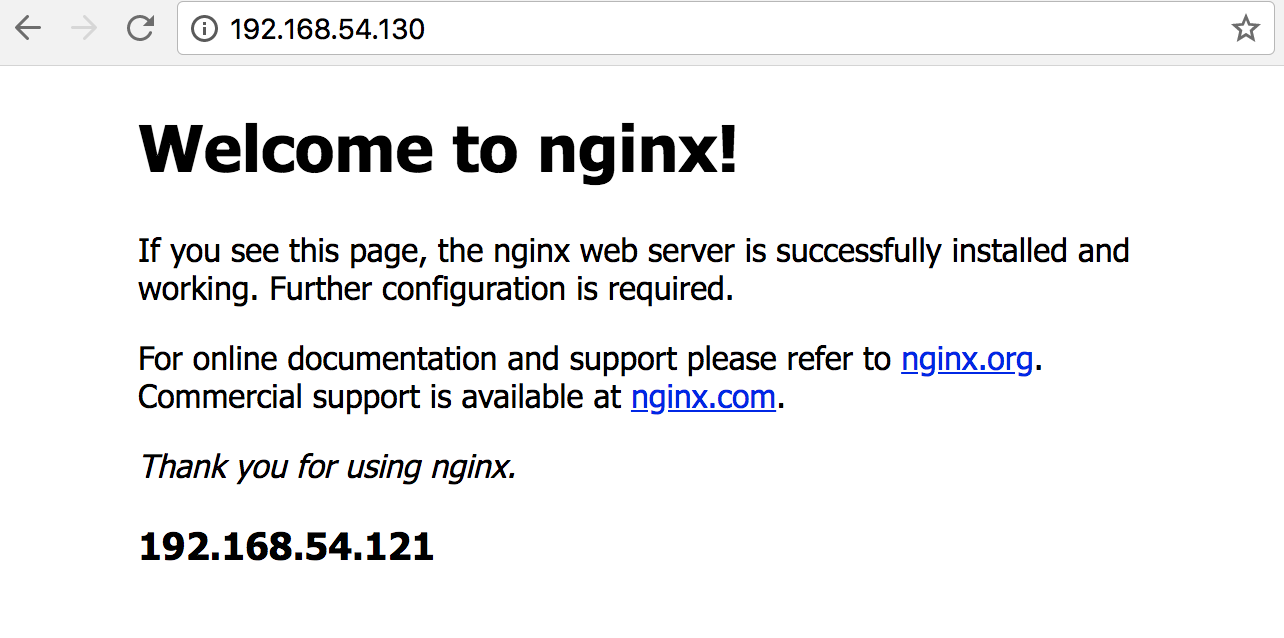 192.168.54.130
Welcome to nginx!
If you see this page, the nginx web server is successfully installed and
working. Further configuration is required.
For online documentation and support please refer to nginx.org.
Commercial support is available at nginx.com.
Thank you for using nginx.
192.168.54.121